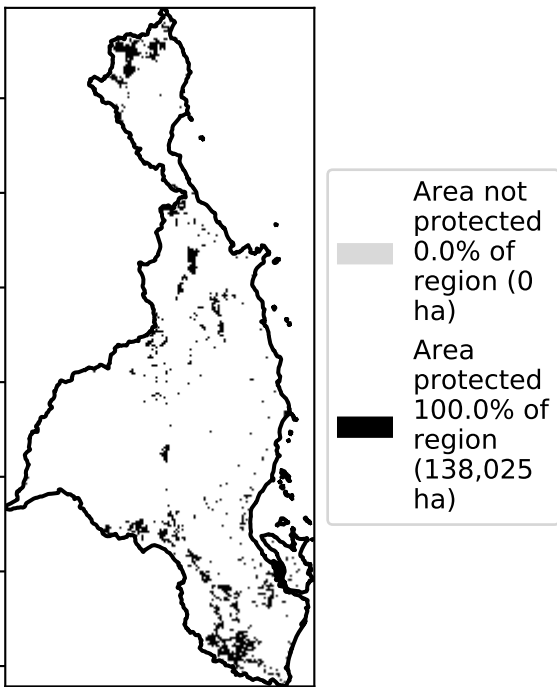 Area not
protected
0.0% of
region (0
ha)
Area
protected
100.0% of
region
(138,025
ha)